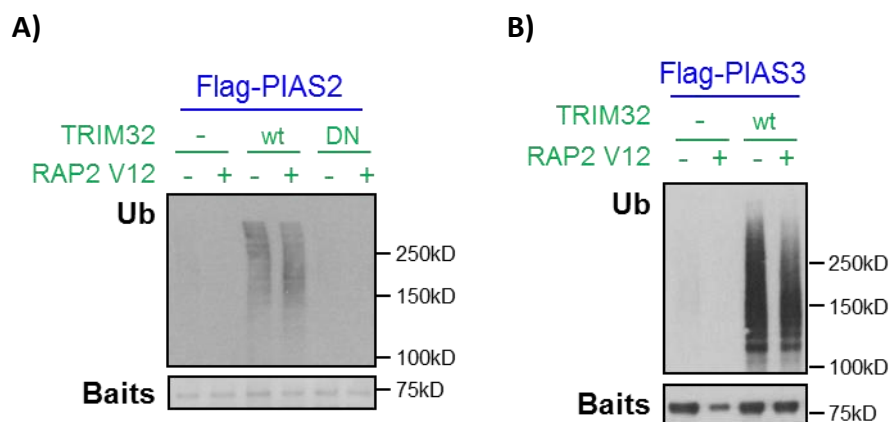 A)
Flag-PIAS2
TRIM32 - wt DN
RAP2 V12 - + - + - +
Ub
250kD
150kD
100kD
Baits
75kD
B)
Flag-PIAS3
TRIM32 - wt
RAP2 V12 - + - +
Ub
250kD
150kD
100kD
Baits
75kD